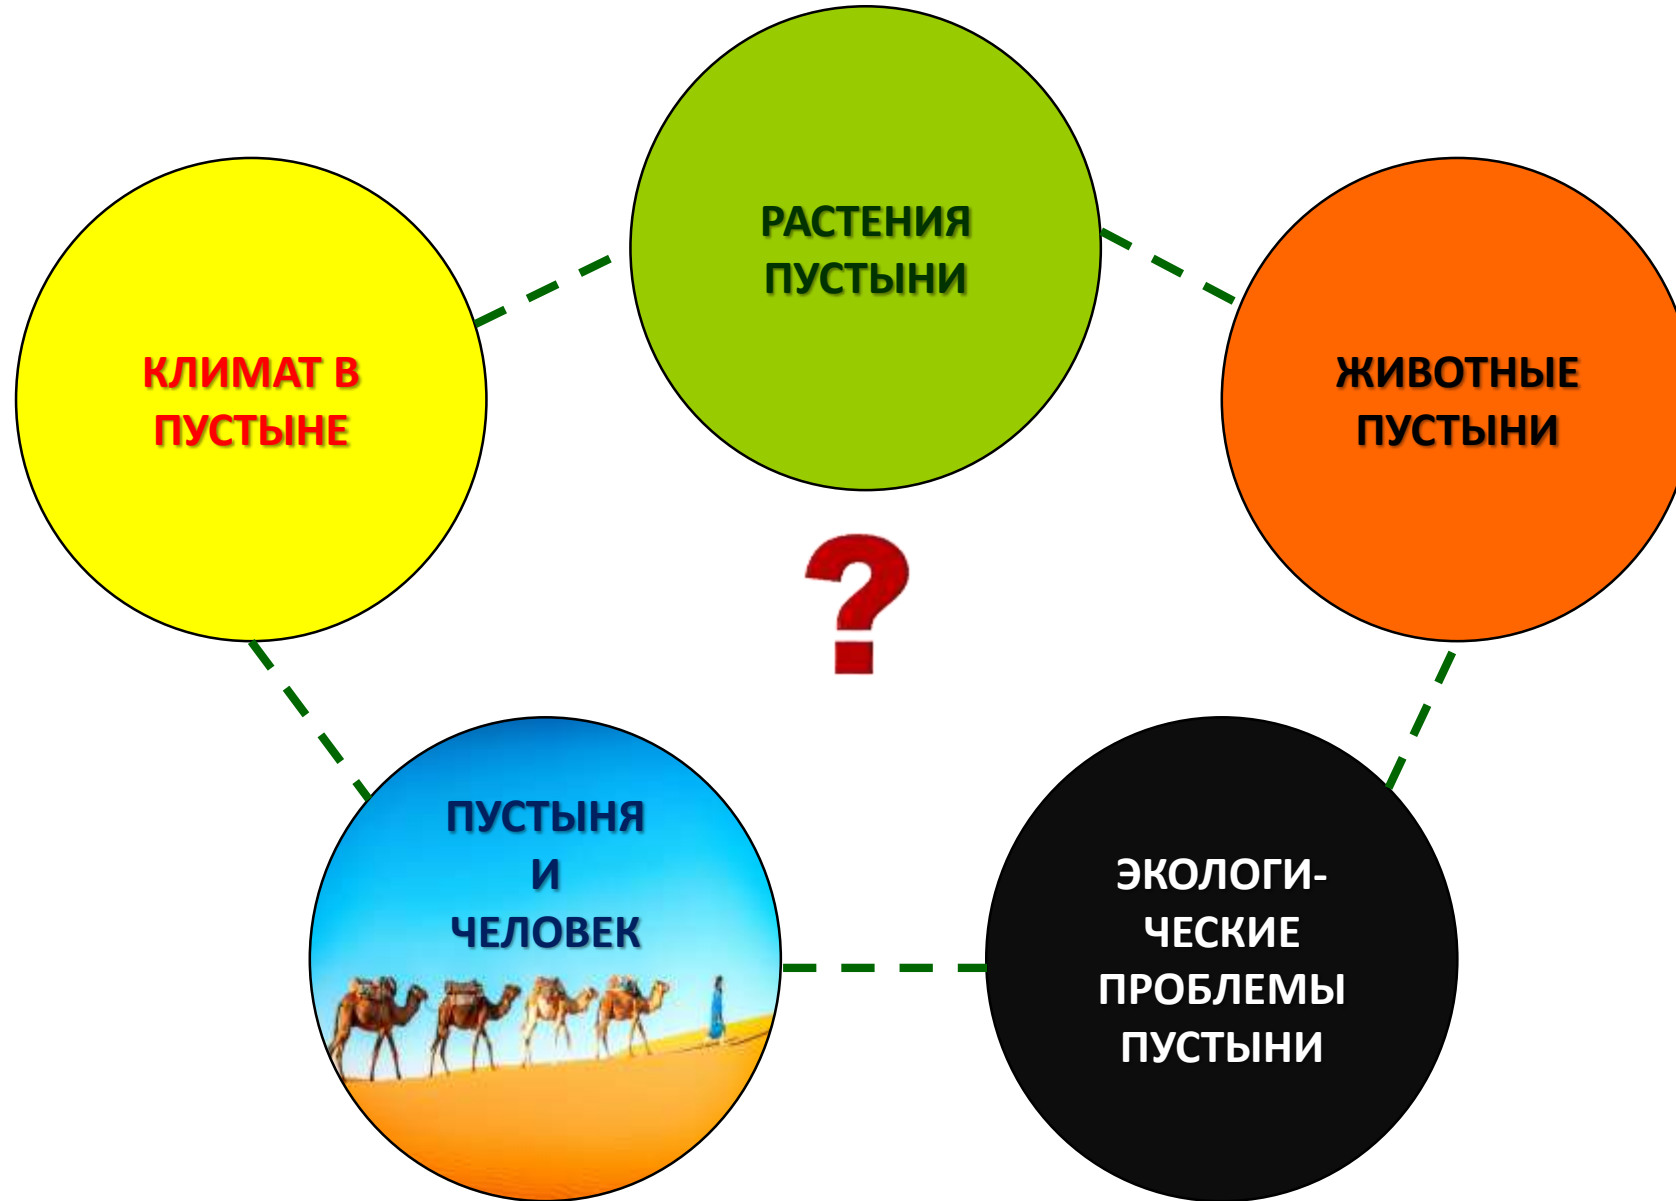 РАСТЕНИЯ
ПУСТЫНИ
КЛИМАТ В
ПУСТЫНЕ
ЖИВОТНЫЕ
ПУСТЫНИ
?
ПУСТЫНЯ
И
ЧЕЛОВЕК
ЭКОЛОГИ-
ЧЕСКИЕ
ПРОБЛЕМЫ
ПУСТЫНИ